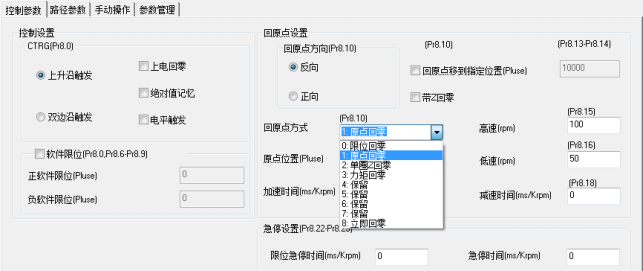 控制参数 路径参数 手动操作 参数管理
控制设置
CTRG(Pr8.0)
上升沿触发
双边沿触发
上电回零
绝对值记忆
电平触发
软件限位(Pr8.0,Pr8.6-Pr8.9)
正软件限位(Pluse) 0
负软件限位(Pluse) 0
回原点设置
回原点方向(Pr8.10)
反向
正向
(Pr8.10)
(Pr8.13-Pr8.14)
回原点移到指定位置(Pluse) 10000
带Z回零
(Pr8.10)
回原点方式 1: 原点回零
0: 限位回零
1: 原点回零
2: 单圈Z回零
3: 力矩回零
4: 保留
5: 保留
6: 保留
7: 保留
8: 立即回零
原点位置(Pluse)
加速时间(ms/Krpm)
(Pr8.15)
高速(rpm) 100
(Pr8.16)
低速(rpm) 50
(Pr8.18)
减速时间(ms/Krpm) 0
急停设置(Pr8.22-Pr8.23)
限位急停时间(ms/Krpm) 0
急停时间(ms/Krpm) 0